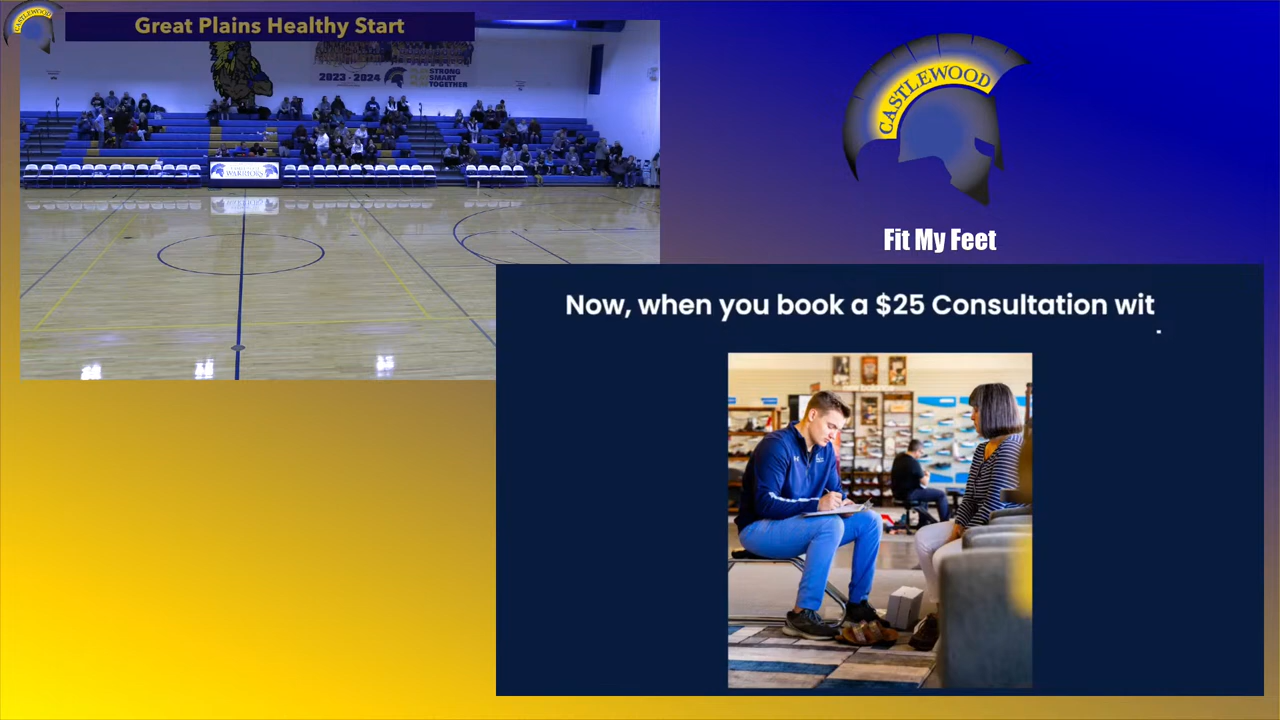 CASTLEWOOD
Great Plains Healthy Start
2023 - 2024
STRONG
SMART
TOGETHER
WARRIORS
CASTLEWOOD
Fit My Feet
Now, when you book a $25 Consultation wit